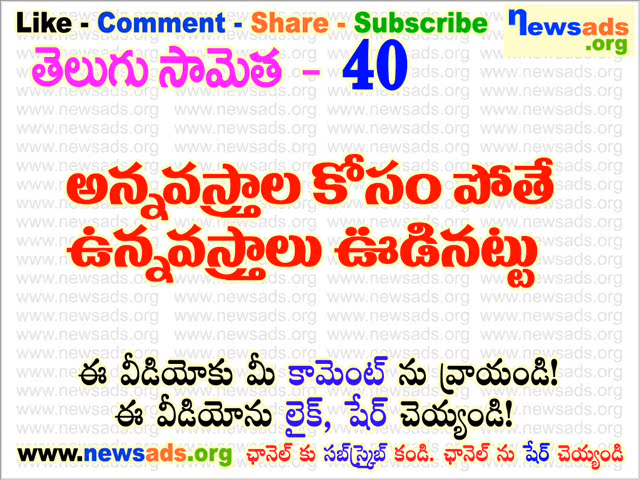 Like - Comment - Share - Subscribe
newsads
.org
తెలుగు సామెత - 40
అన్నవస్త్రాల కోసం పోతే
ఉన్నవస్త్రాలు ఊడినట్టు
ఈ వీడియోకు మీ కామెంట్ ను వ్రాయండి!
ఈ వీడియోను లైక్, షేర్ చెయ్యండి!
www.newsads.org ఛానెల్ కు సబ్‌స్క్రైబ్ కండి. ఛానెల్ ను షేర్ చెయ్యండి